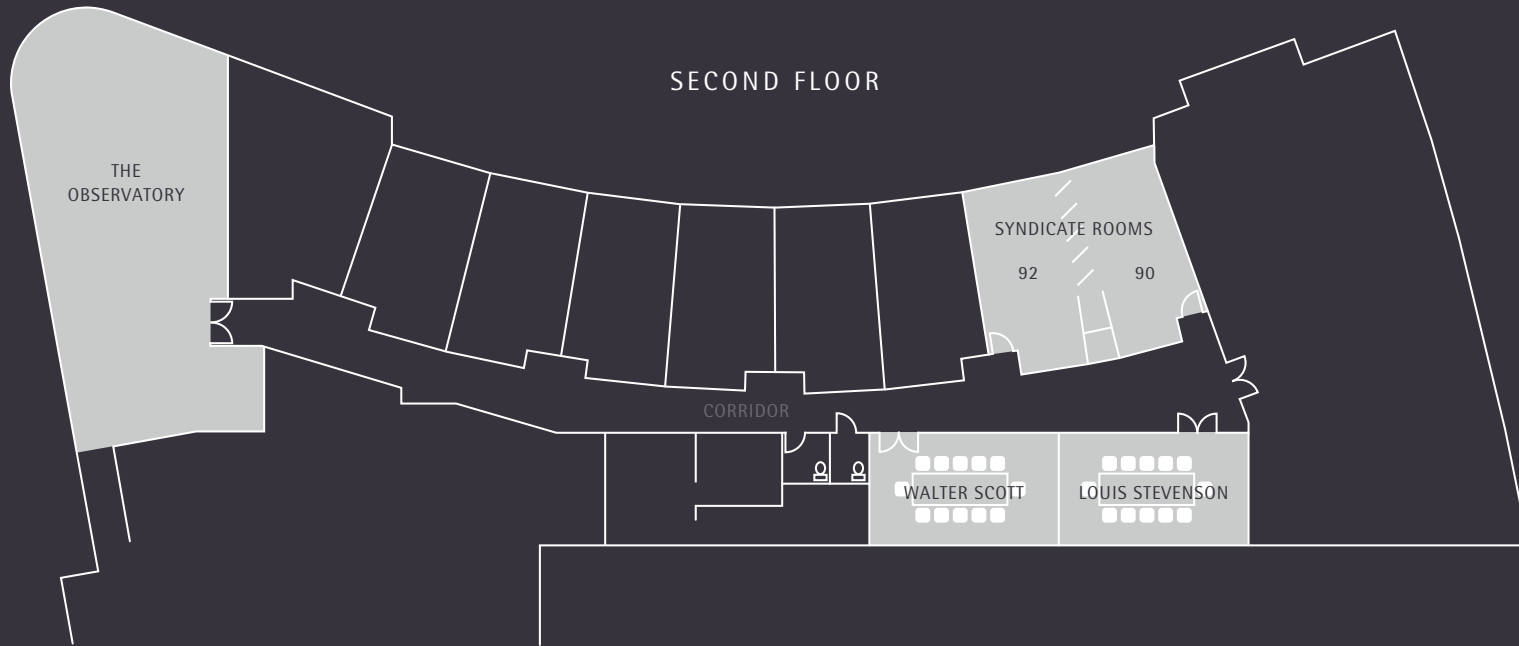 SECOND FLOOR
THE
OBSERVATORY
SYNDICATE ROOMS
92 90
CORRIDOR
WALTER SCOTT LOUIS STEVENSON